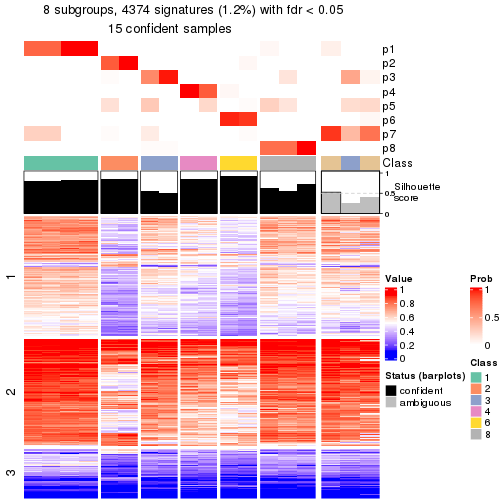 8 subgroups, 4374 signatures (1.2%) with fdr < 0.05
15 confident samples
p1
p2
p3
p4
p5
p6
p7
p8
Class
1
0.5
0
Silhouette
score
1
2
3
Value
1
0.8
0.6
0.4
0.2
0
Prob
1
0.5
0
Status (barplots)
confident
ambiguous
Class
1
2
3
4
6
8